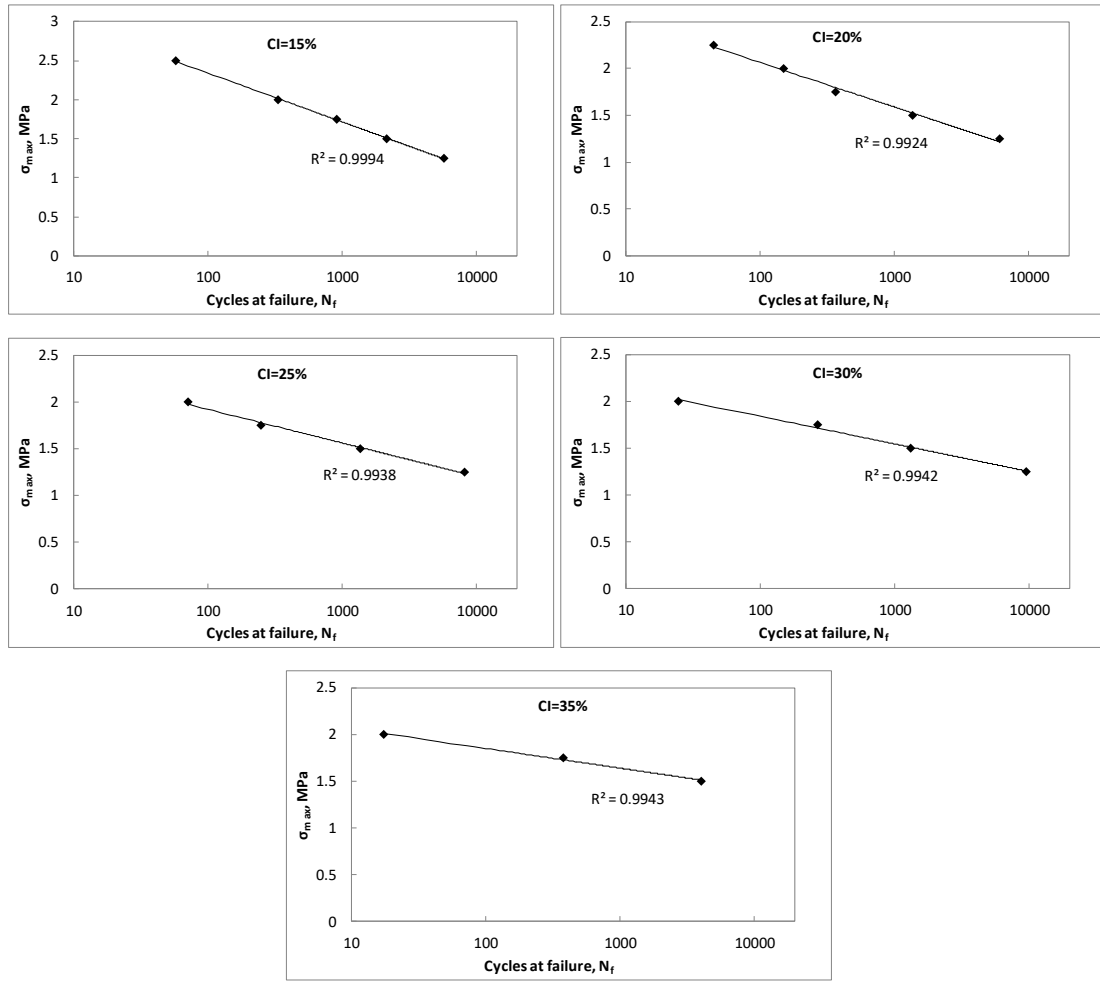 CI=15%
3
2.5
2
1.5
1
0.5
0
σmax, MPa
R² = 0.9994
10 100 1000 10000
Cycles at failure, Nf
CI=20%
2.5
2
1.5
1
0.5
0
σmax, MPa
R² = 0.9924
10 100 1000 10000
Cycles at failure, Nf
CI=25%
2.5
2
1.5
1
0.5
0
σmax, MPa
R² = 0.9938
10 100 1000 10000
Cycles at failure, Nf
CI=30%
2.5
2
1.5
1
0.5
0
σmax, MPa
R² = 0.9942
10 100 1000 10000
Cycles at failure, Nf
CI=35%
2.5
2
1.5
1
0.5
0
σmax, MPa
R² = 0.9943
10 100 1000 10000
Cycles at failure, Nf